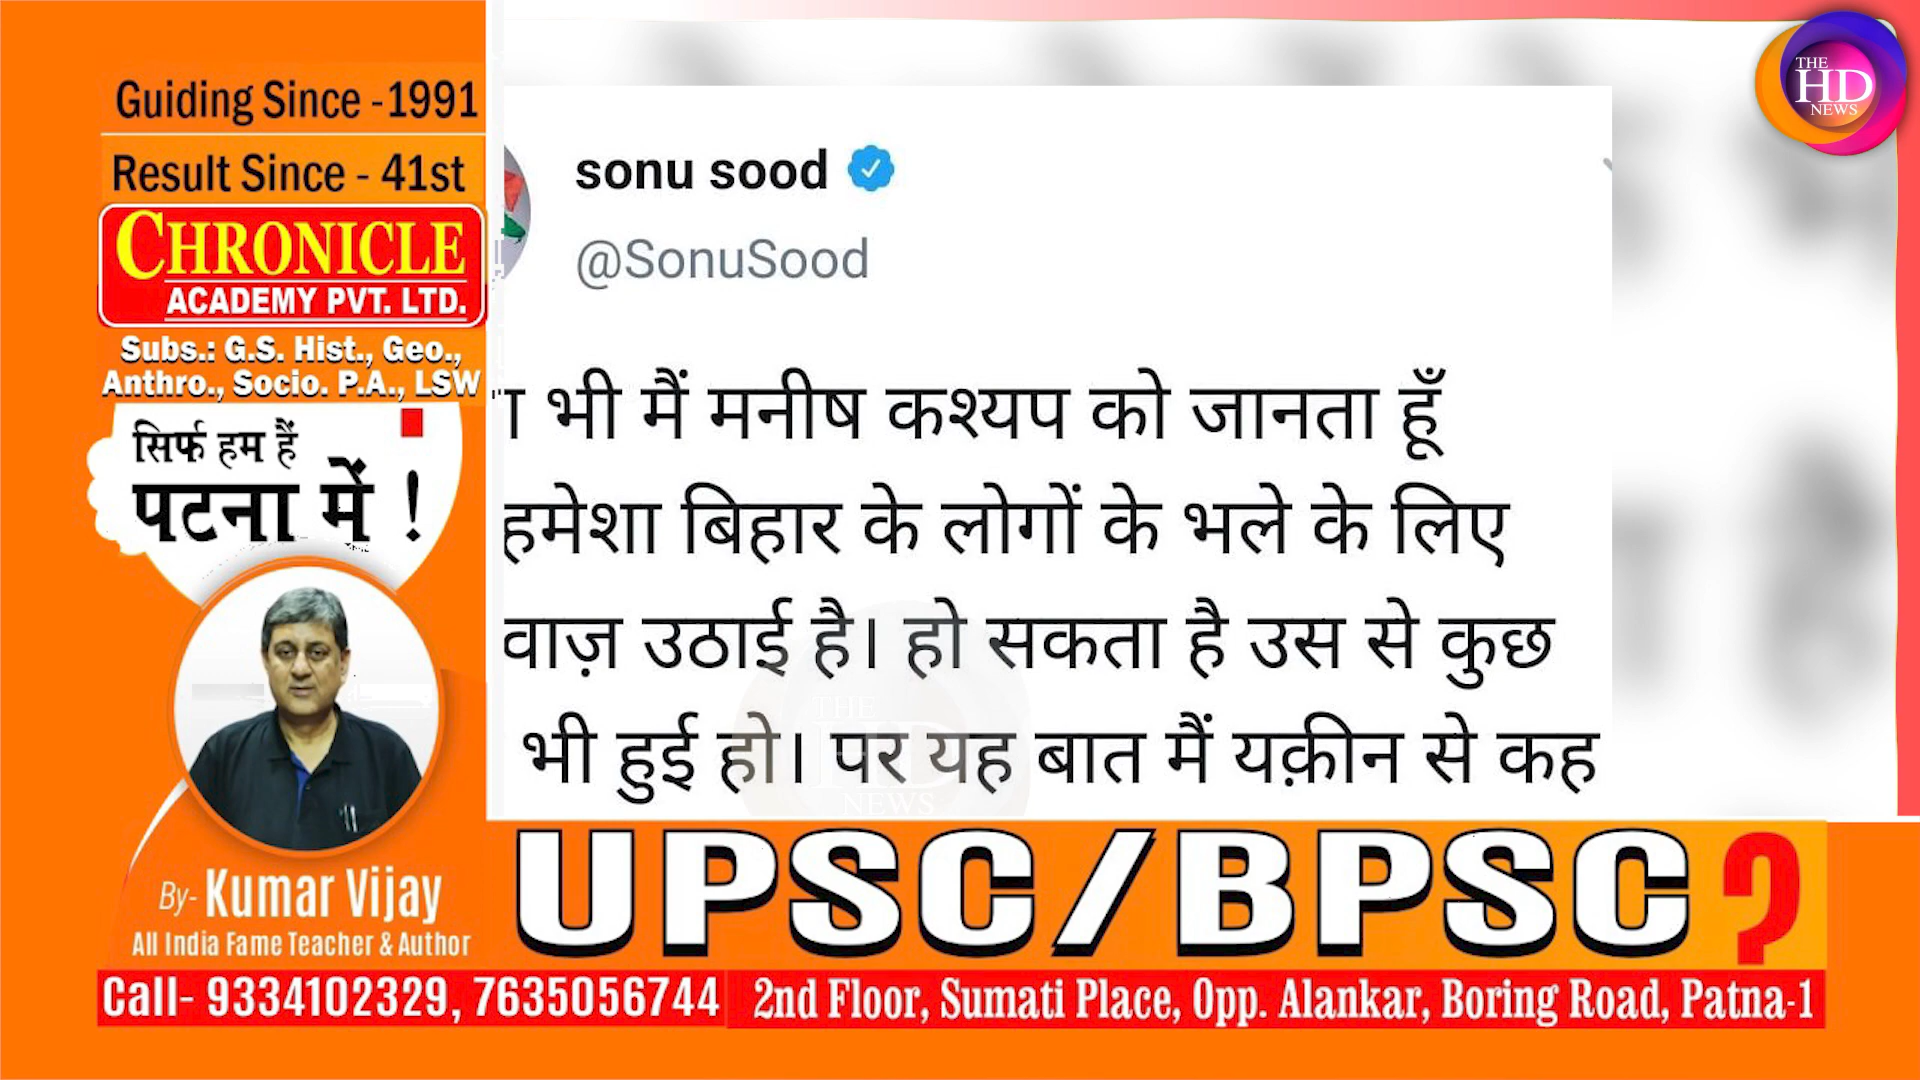 Guiding Since -1991
Result Since - 41st
CHRONICLE
ACADEMY PVT. LTD.
Subs.: G.S. Hist., Geo.,
Anthro., Socio. P.A., LSW
सिर्फ हम हैं
पटना में !
By- Kumar Vijay
All India Fame Teacher & Author
THE
HD
NEWS
sonu sood
@SonuSood
भी मैं मनीष कश्यप को जानता हूँ
हमेशा बिहार के लोगों के भले के लिए
वाज़ उठाई है। हो सकता है उस से कुछ
भी हुई हो। पर यह बात मैं यक़ीन से कह
THE
HD
NEWS
UPSC/BPSC?
Call- 9334102329, 7635056744
2nd Floor, Sumati Place, Opp. Alankar, Boring Road, Patna-1